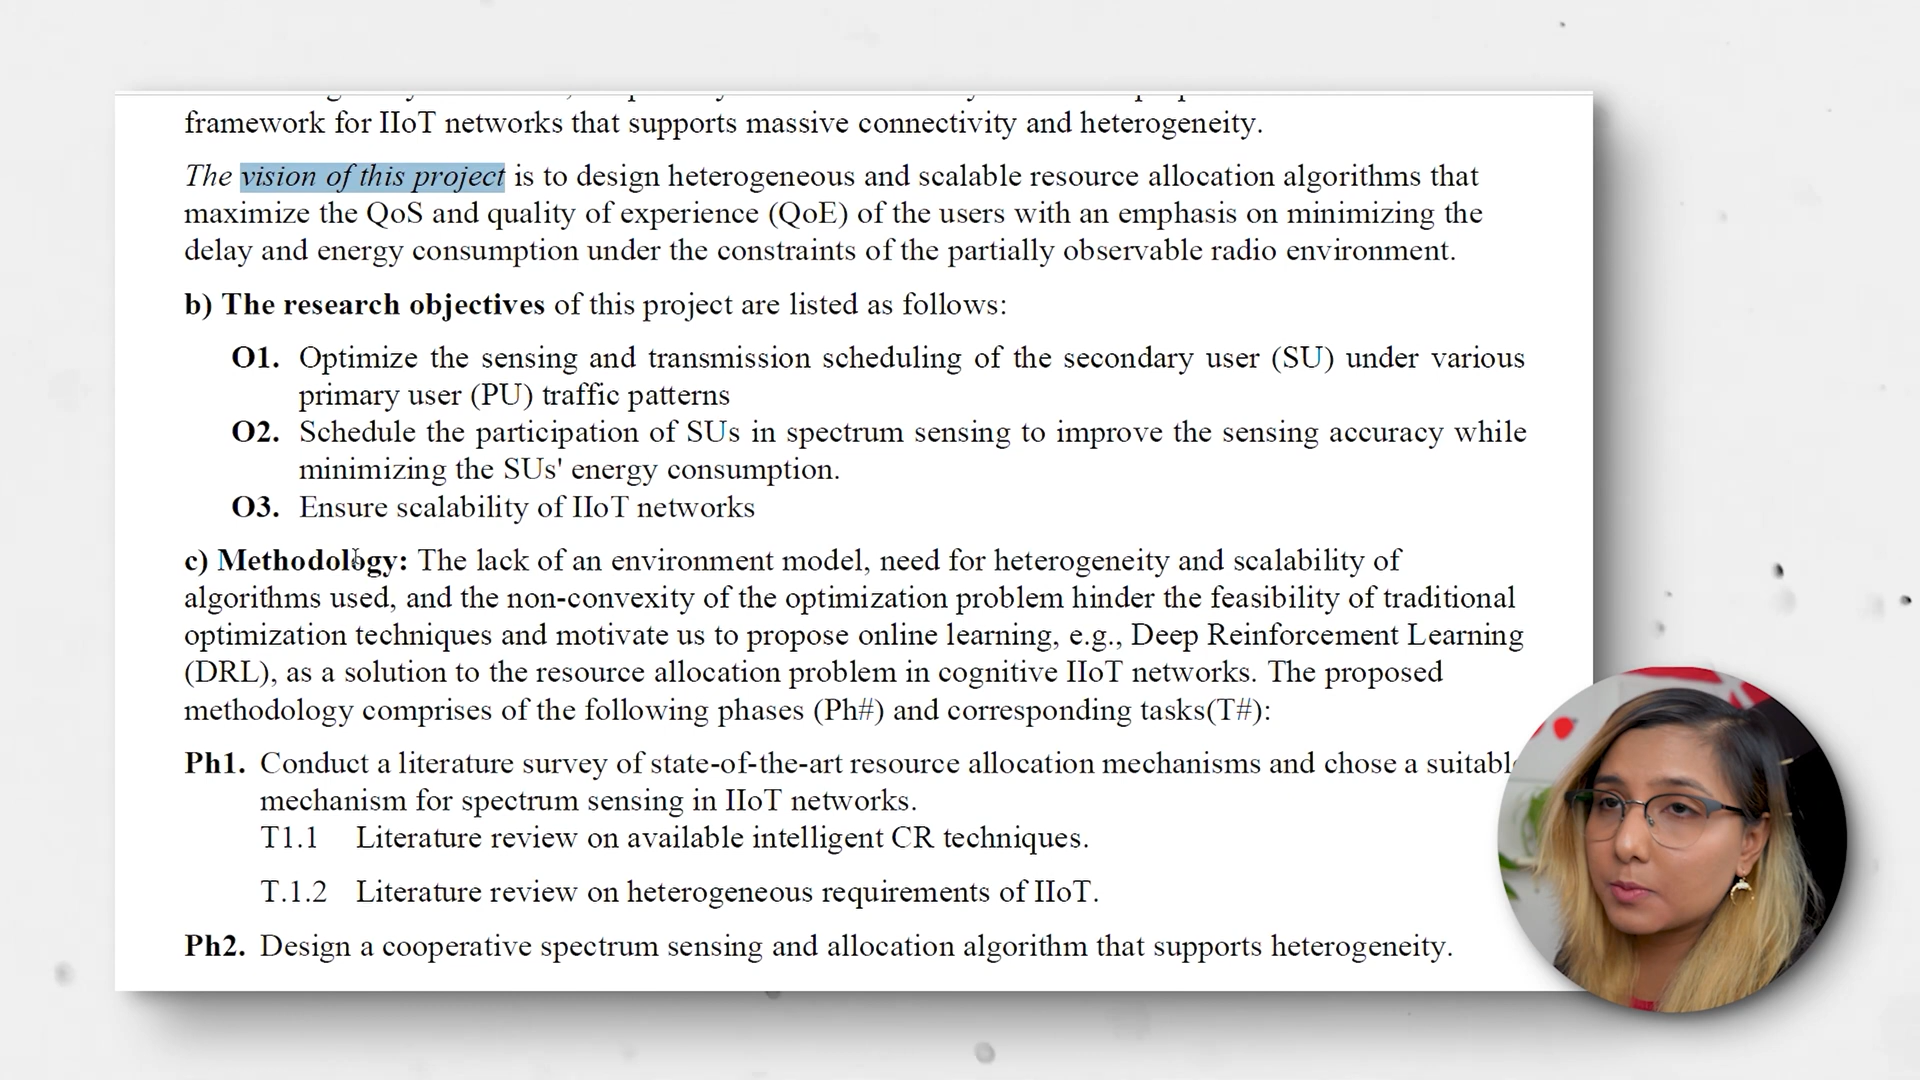 framework for IIoT networks that supports massive connectivity and heterogeneity.
The vision of this project is to design heterogeneous and scalable resource allocation algorithms that
maximize the QoS and quality of experience (QoE) of the users with an emphasis on minimizing the
delay and energy consumption under the constraints of the partially observable radio environment.
b) The research objectives of this project are listed as follows:
O1. Optimize the sensing and transmission scheduling of the secondary user (SU) under various
primary user (PU) traffic patterns
O2. Schedule the participation of SUs in spectrum sensing to improve the sensing accuracy while
minimizing the SUs' energy consumption.
O3. Ensure scalability of IIoT networks
c) Methodology: The lack of an environment model, need for heterogeneity and scalability of
algorithms used, and the non-convexity of the optimization problem hinder the feasibility of traditional
optimization techniques and motivate us to propose online learning, e.g., Deep Reinforcement Learning
(DRL), as a solution to the resource allocation problem in cognitive IIoT networks. The proposed
methodology comprises of the following phases (Ph#) and corresponding tasks(T#):
Ph1. Conduct a literature survey of state-of-the-art resource allocation mechanisms and chose a suitable
mechanism for spectrum sensing in IIoT networks.
T1.1 Literature review on available intelligent CR techniques.
T.1.2 Literature review on heterogeneous requirements of IIoT.
Ph2. Design a cooperative spectrum sensing and allocation algorithm that supports heterogeneity.